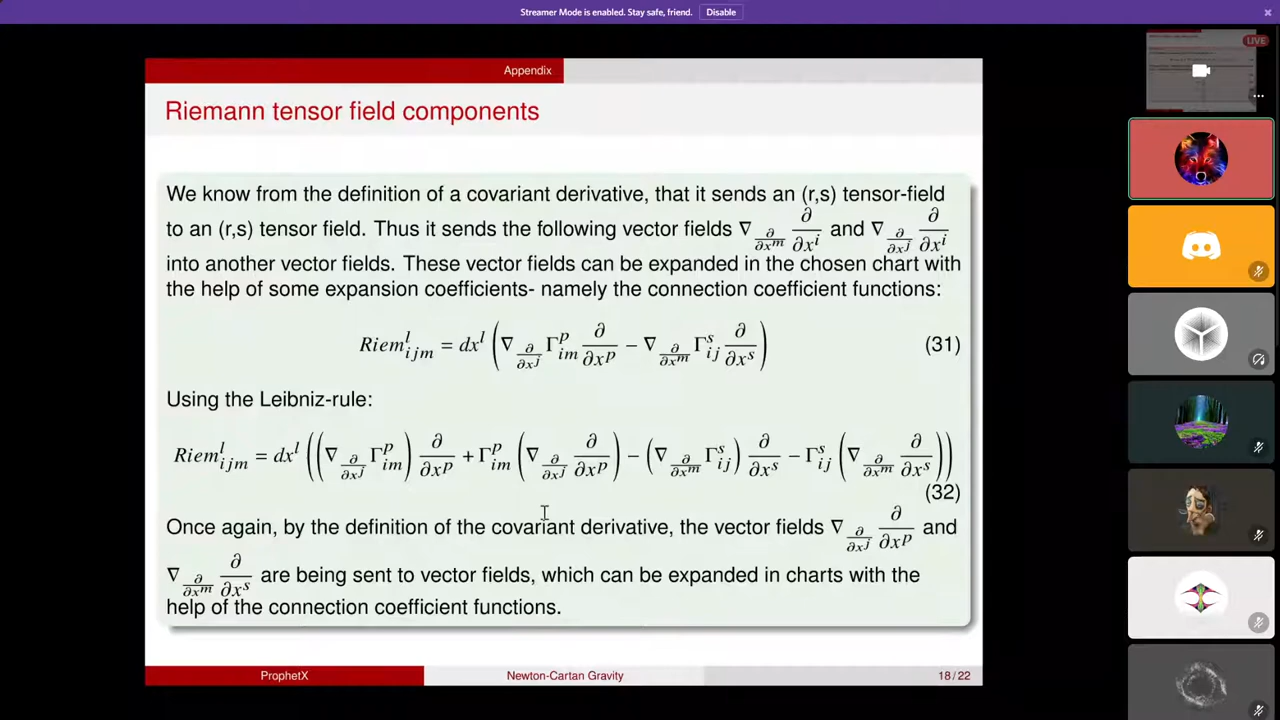 Streamer Mode is enabled. Stay safe, friend. Disable ×
LIVE
Appendix
Riemann tensor field components
We know from the definition of a covariant derivative, that it sends an (r,s) tensor-field
to an (r,s) tensor field. Thus it sends the following vector fields ∇_{∂/∂x^m} ∂/∂x^i and ∇_{∂/∂x^j} ∂/∂x^i
into another vector fields. These vector fields can be expanded in the chosen chart with
the help of some expansion coefficients- namely the connection coefficient functions:
Riem^l_{ijm} = dx^l (∇_{∂/∂x^j} Γ^p_{im} ∂/∂x^p − ∇_{∂/∂x^m} Γ^s_{ij} ∂/∂x^s) (31)
Using the Leibniz-rule:
Riem^l_{ijm} = dx^l ((∇_{∂/∂x^j} Γ^p_{im}) ∂/∂x^p + Γ^p_{im} (∇_{∂/∂x^j} ∂/∂x^p) − (∇_{∂/∂x^m} Γ^s_{ij}) ∂/∂x^s − Γ^s_{ij} (∇_{∂/∂x^m} ∂/∂x^s))
(32)
Once again, by the definition of the covariant derivative, the vector fields ∇_{∂/∂x^j} ∂/∂x^p and
∇_{∂/∂x^m} ∂/∂x^s are being sent to vector fields, which can be expanded in charts with the
help of the connection coefficient functions.
ProphetX Newton-Cartan Gravity 18/22